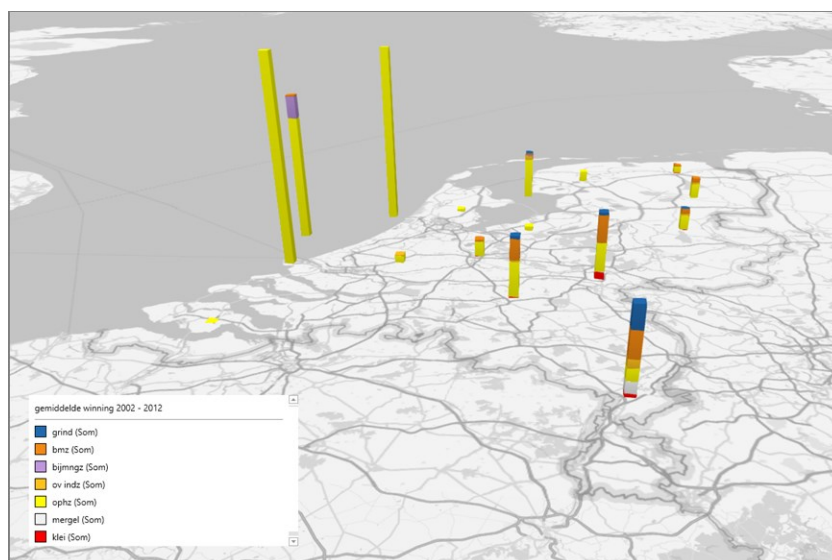 gemiddelde winning 2002 - 2012
grind (Som)
bmz (Som)
bijmngz (Som)
ov indz (Som)
ophz (Som)
mergel (Som)
klei (Som)